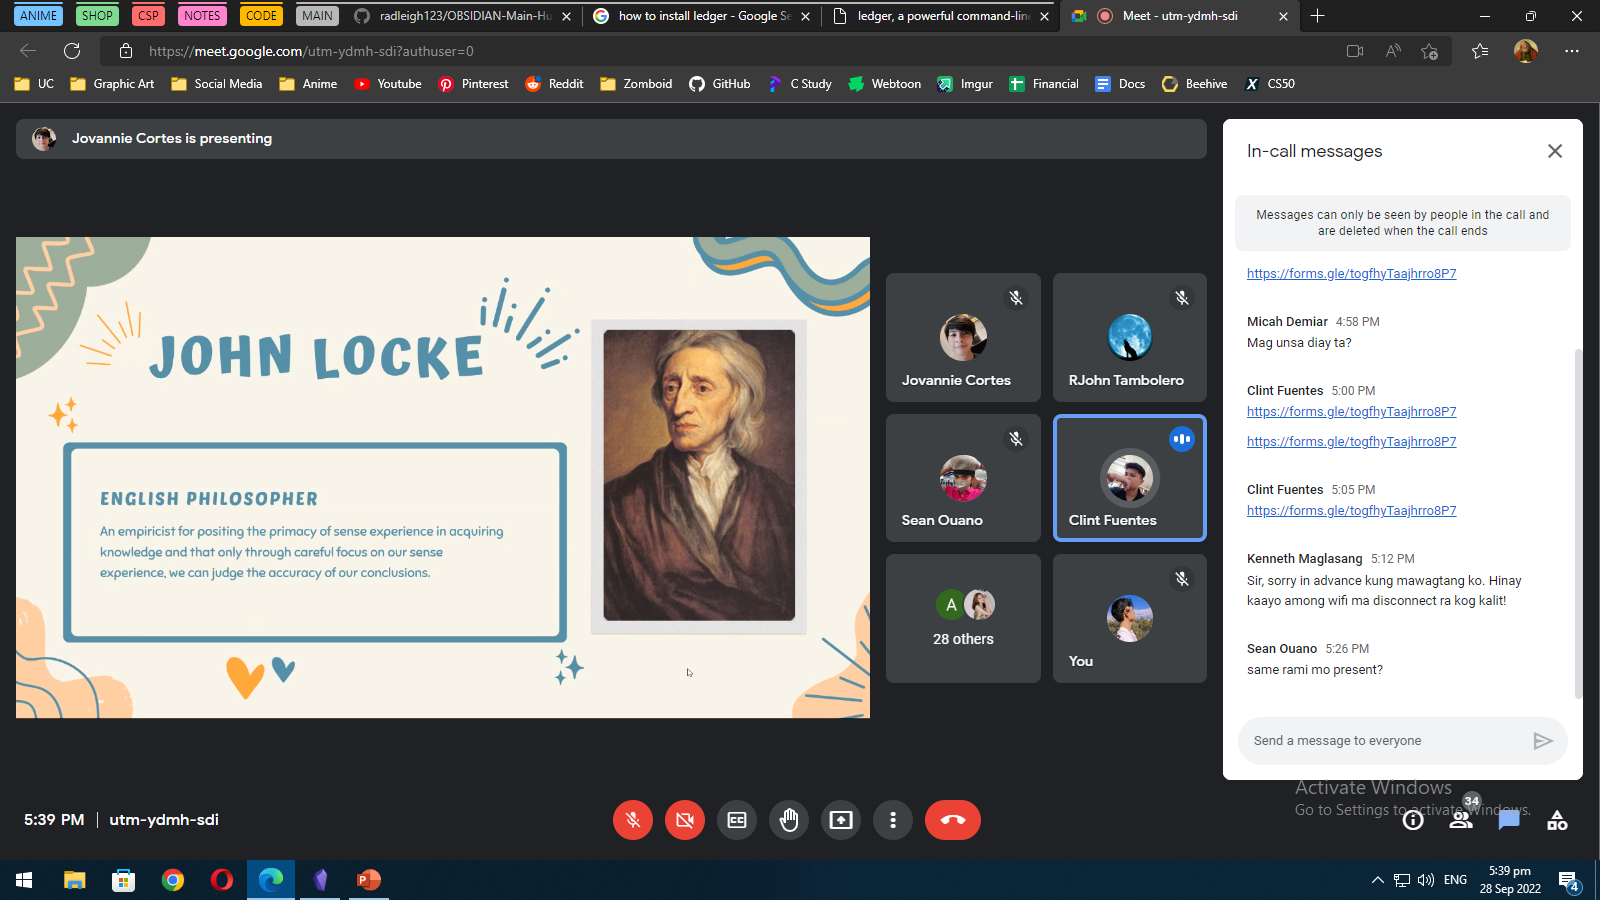 ANIME
SHOP
CSP
NOTES
CODE
MAIN
radleigh123/OBSIDIAN-Main-Hu
how to install ledger - Google Se
ledger, a powerful command-line
Meet - utm-ydmh-sdi
https://meet.google.com/utm-ydmh-sdi?authuser=0
UC
Graphic Art
Social Media
Anime
Youtube
Pinterest
Reddit
Zomboid
GitHub
C Study
Webtoon
Imgur
Financial
Docs
Beehive
CS50
Jovannie Cortes is presenting
JOHN LOCKE
ENGLISH PHILOSOPHER
An empiricist for positing the primacy of sense experience in acquiring
knowledge and that only through careful focus on our sense
experience, we can judge the accuracy of our conclusions.
Jovannie Cortes
RJohn Tambolero
Sean Ouano
Clint Fuentes
A
28 others
You
In-call messages
Messages can only be seen by people in the call and
are deleted when the call ends
https://forms.gle/togfhyTaajhrro8P7
Micah Demiar 4:58 PM
Mag unsa diay ta?
Clint Fuentes 5:00 PM
https://forms.gle/togfhyTaajhrro8P7
https://forms.gle/togfhyTaajhrro8P7
Clint Fuentes 5:05 PM
https://forms.gle/togfhyTaajhrro8P7
Kenneth Maglasang 5:12 PM
Sir, sorry in advance kung mawagtang ko. Hinay
kaayo among wifi ma disconnect ra kog kalit!
Sean Ouano 5:26 PM
same rami mo present?
Send a message to everyone
Activate Windows
Go to Settings to activate Windows.
34
5:39 PM | utm-ydmh-sdi
ENG
5:39 pm
28 Sep 2022
4